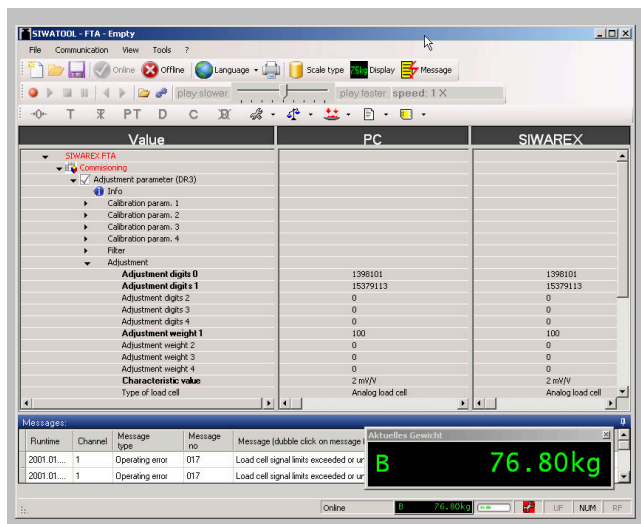 SIWATOOL - FTA - Empty
File Communication View Tools ?
Online Offline Language Scale type 75kg Display Message
play slower play faster speed: 1 X
→0← T PT D C
Value PC SIWAREX
SIWAREX FTA
Commisioning
Adjustment parameter (DR3)
Info
Calibration param. 1
Calibration param. 2
Calibration param. 3
Calibration param. 4
Filter
Adjustment
Adjustment digits 0 1398101 1398101
Adjustment digits 1 15379113 15379113
Adjustment digits 2 0 0
Adjustment digits 3 0 0
Adjustment digits 4 0 0
Adjustment weight 1 100 100
Adjustment weight 2 0 0
Adjustment weight 3 0 0
Adjustment weight 4 0 0
Characteristic value 2 mV/V 2 mV/V
Type of load cell Analog load cell Analog load cell
Messages:
Runtime Channel Message type Message no Message (dubble click on message
2001.01.... 1 Operating error 017 Load cell signal limits exceeded or
2001.01.... 1 Operating error 017 Load cell signal limits exceeded or
Aktuelles Gewicht
B 76.80kg
Online B 76.80kg UF NUM RF